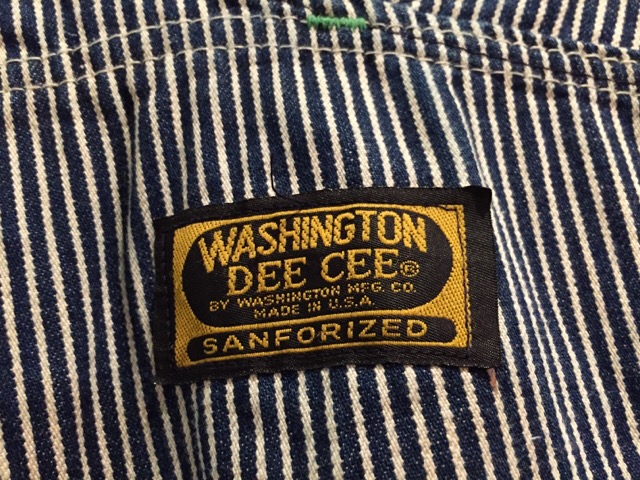 WASHINGTON
DEE CEE®
BY WASHINGTON MFG. CO.
MADE IN U.S.A.
SANFORIZED